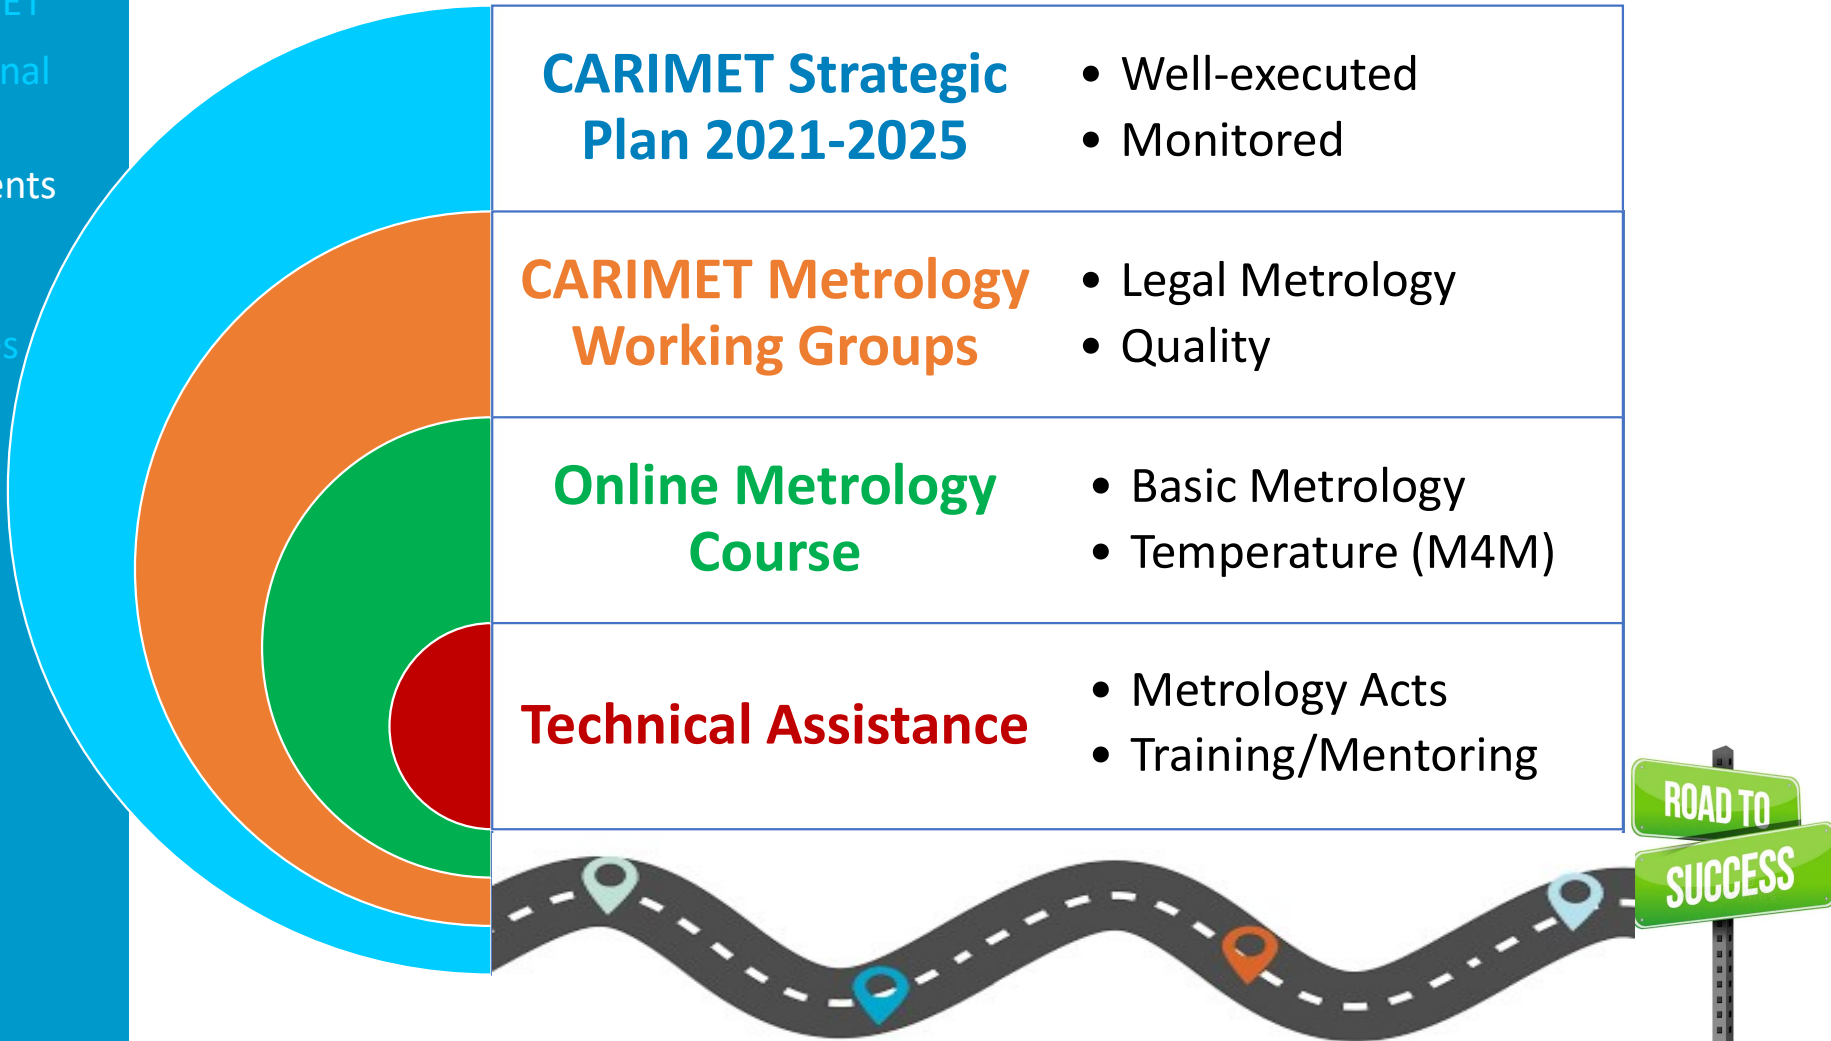 CARIMET Strategic
Plan 2021-2025
• Well-executed
• Monitored
CARIMET Metrology
Working Groups
• Legal Metrology
• Quality
Online Metrology
Course
• Basic Metrology
• Temperature (M4M)
Technical Assistance
• Metrology Acts
• Training/Mentoring
ROAD TO
SUCCESS